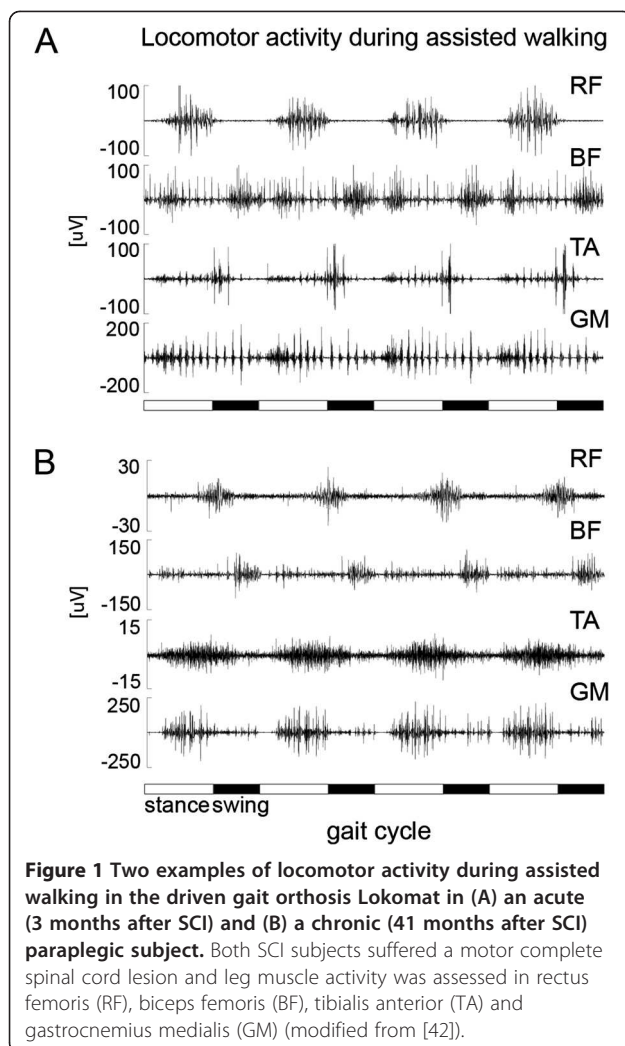 A
Locomotor activity during assisted walking
RF
100
-100
BF
100
-100
[uV]
TA
100
-100
GM
200
-200
B
RF
30
-30
BF
150
-150
[uV]
TA
15
-15
GM
250
-250
stance swing
gait cycle
Figure 1 Two examples of locomotor activity during assisted
walking in the driven gait orthosis Lokomat in (A) an acute
(3 months after SCI) and (B) a chronic (41 months after SCI)
paraplegic subject. Both SCI subjects suffered a motor complete
spinal cord lesion and leg muscle activity was assessed in rectus
femoris (RF), biceps femoris (BF), tibialis anterior (TA) and
gastrocnemius medialis (GM) (modified from [42]).